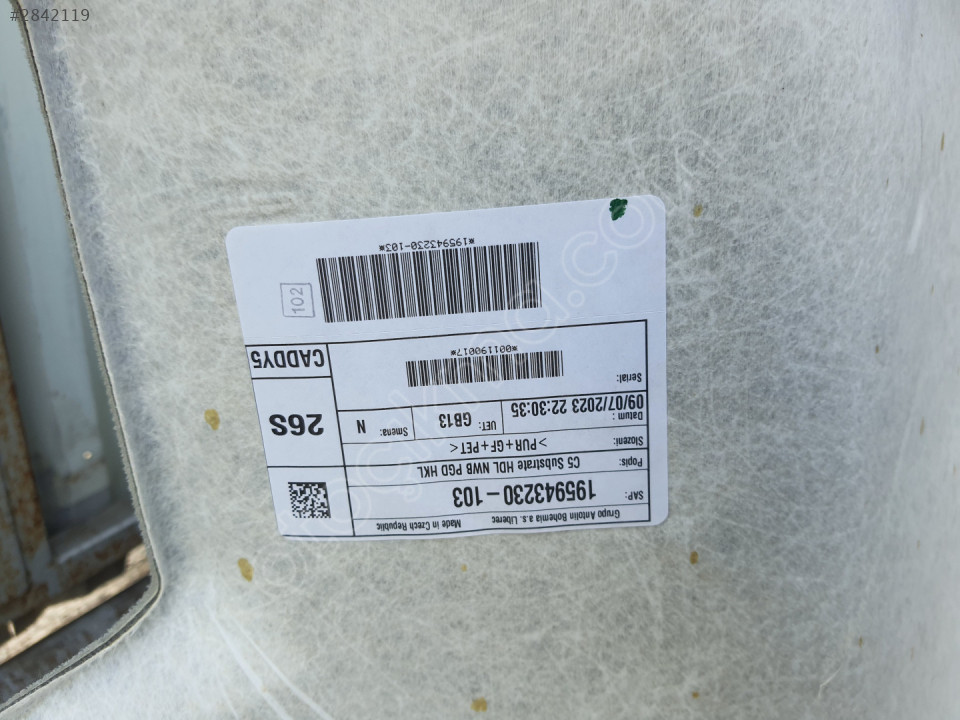 #2842119
Grupo Antolin Bohemia a.s. Liberec Made in Czech Republic
SAP: 195943230-103
Popis: C5 Substrate HDL NWB PGD HKL
Slozeni: >PUR+GF+PET<
Datum: 09/07/2023 22:30:35 UET: GB13 Smena: N
26S
Serial:
*001190017*
CADDY5
102
*195943230-103*